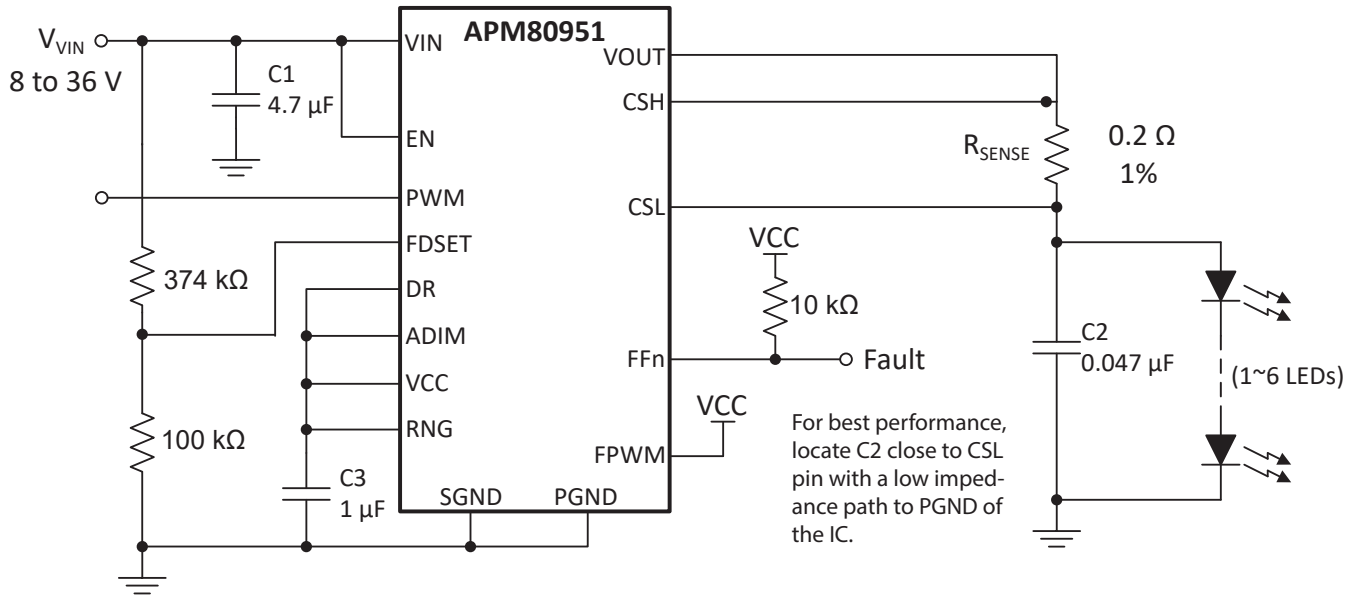 APM80951
V_VIN
8 to 36 V
VIN
C1
4.7 µF
EN
PWM
FDSET
374 kΩ
DR
ADIM
VCC
RNG
100 kΩ
C3
1 µF
SGND
PGND
VOUT
CSH
R_SENSE
0.2 Ω
1%
CSL
VCC
10 kΩ
FFn
Fault
VCC
FPWM
C2
0.047 µF
(1~6 LEDs)
For best performance,
locate C2 close to CSL
pin with a low imped-
ance path to PGND of
the IC.